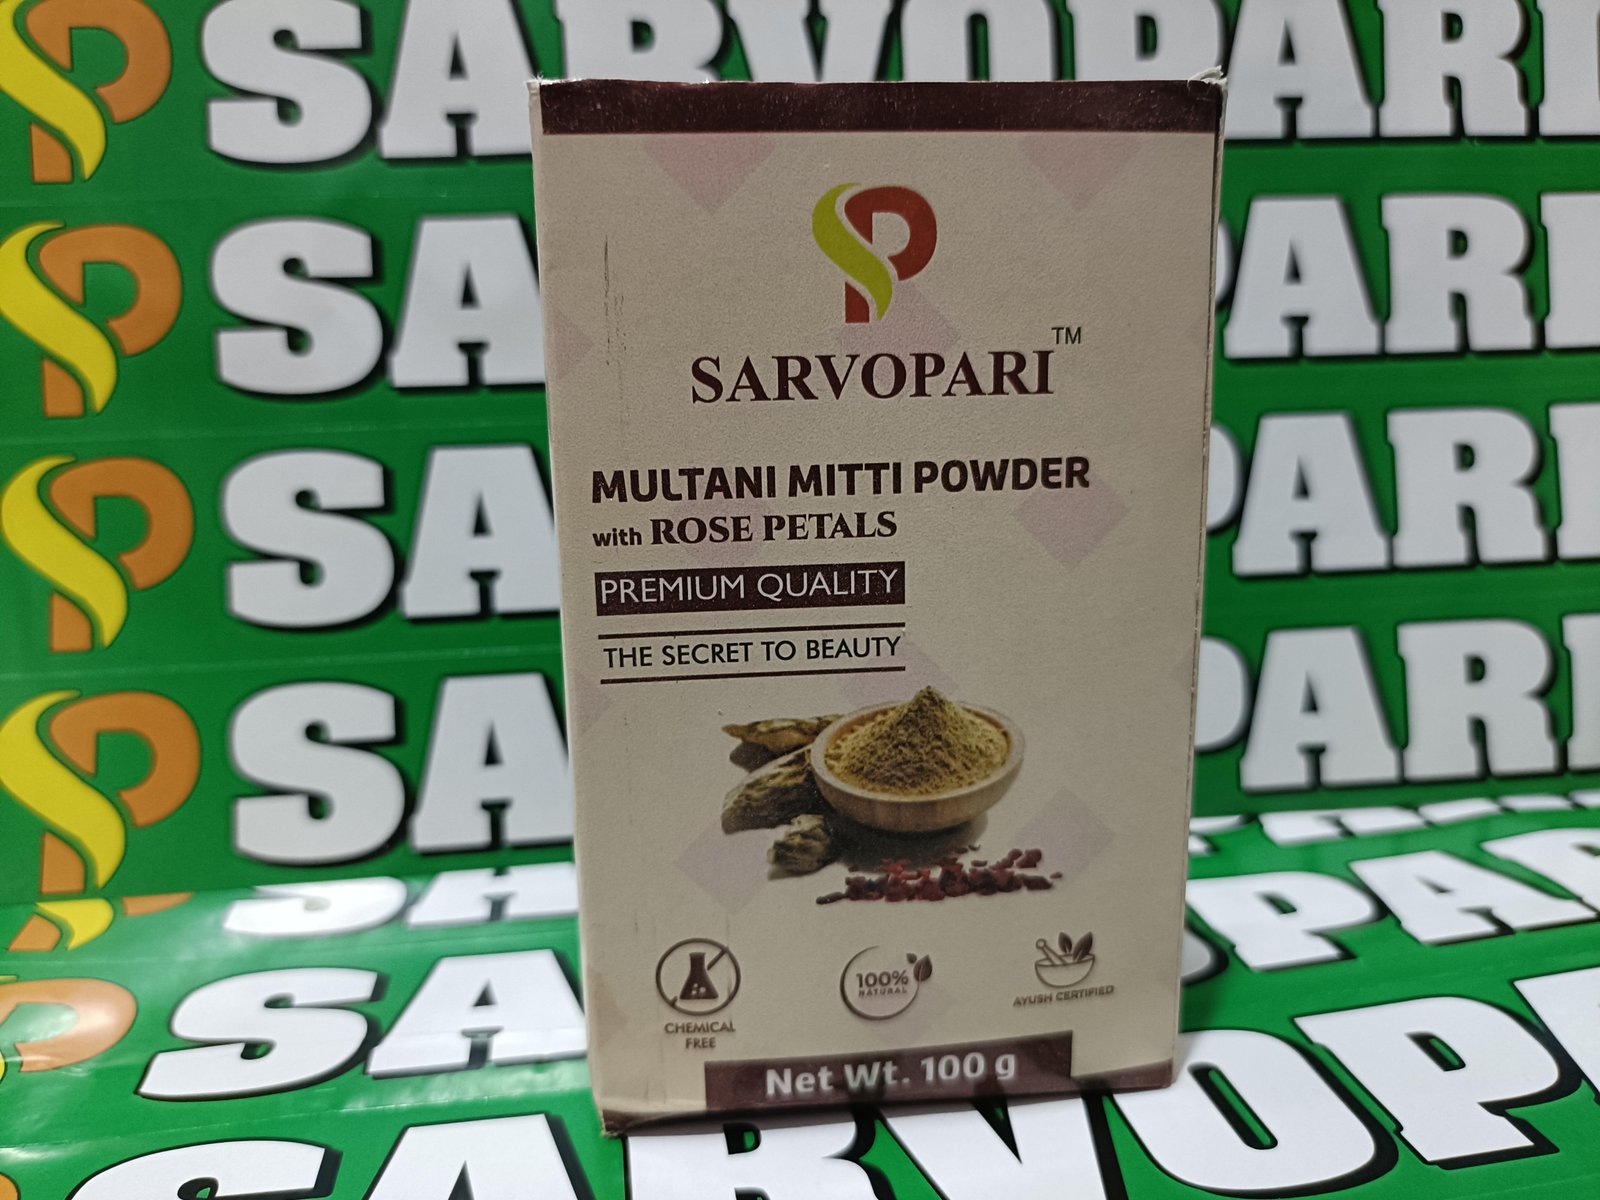 SARVOPARI
SARVOPARI™
MULTANI MITTI POWDER
with ROSE PETALS
PREMIUM QUALITY
THE SECRET TO BEAUTY
CHEMICAL
FREE
100%
NATURAL
AYUSH CERTIFIED
Net Wt. 100 g